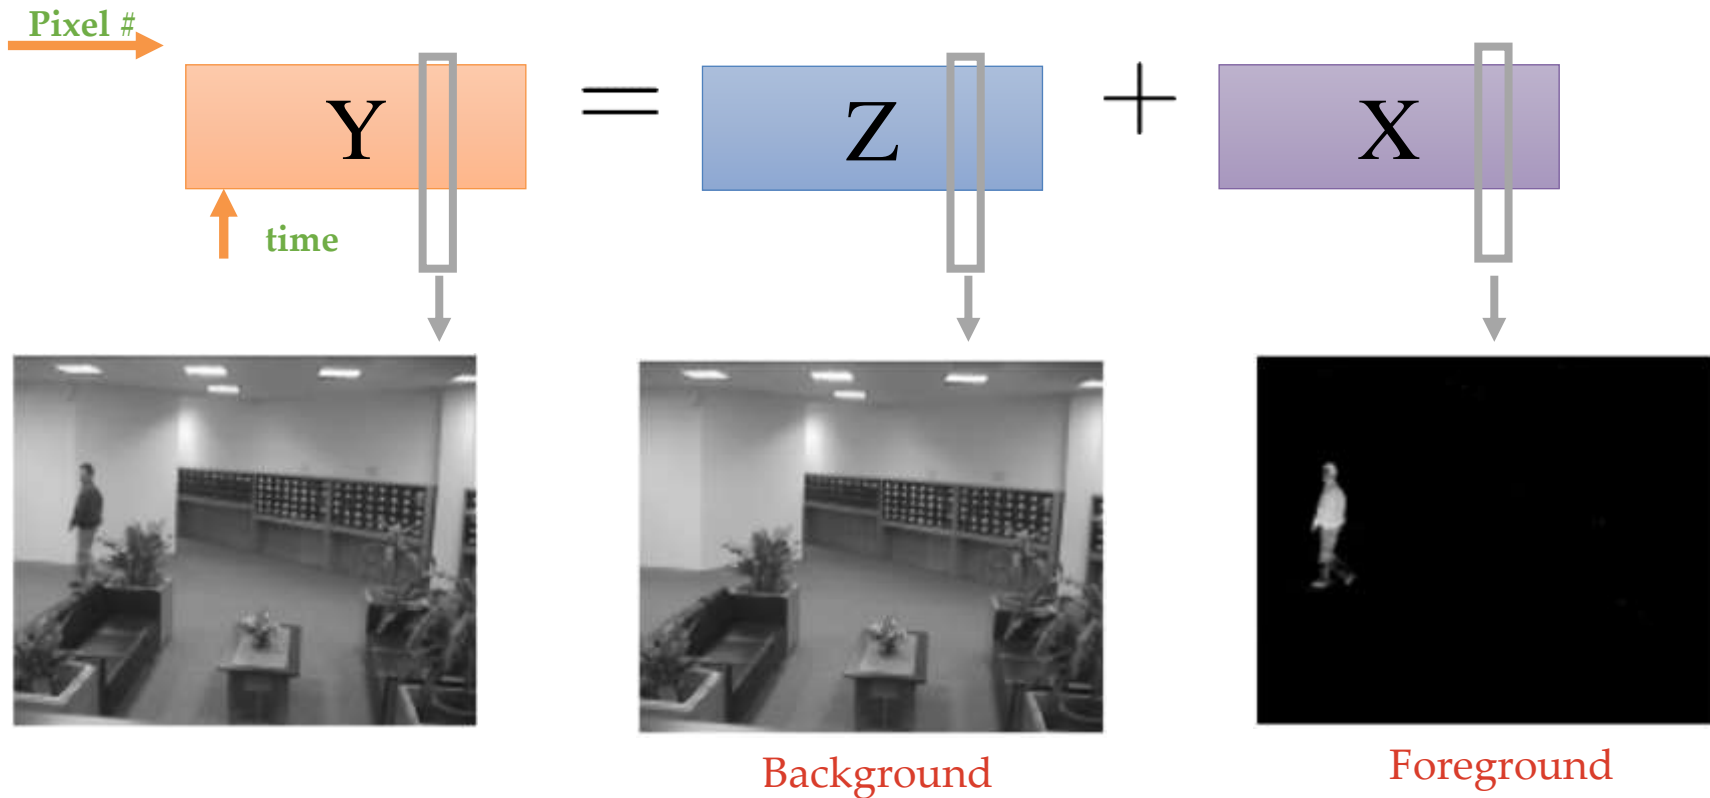 Pixel #
Y = Z + X
time
Background
Foreground